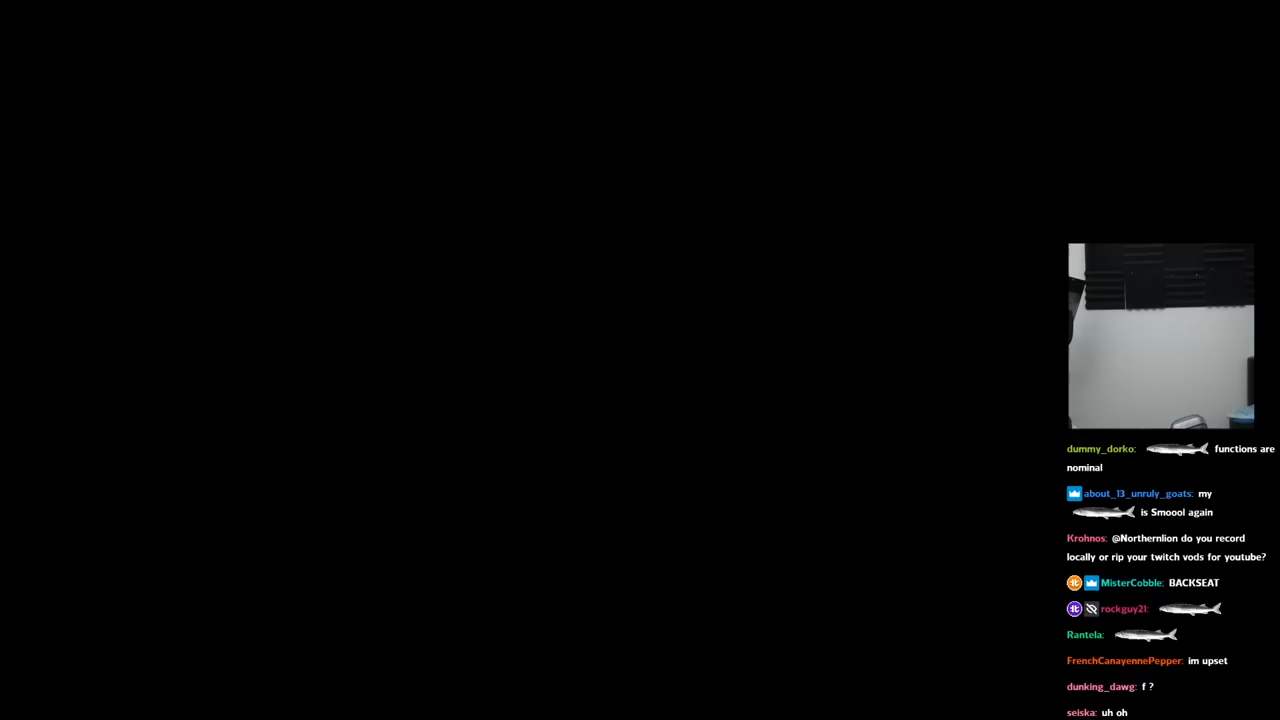 dummy_dorko: functions are
nominal
about_13_unruly_goats: my
is Smoool again
Krohnos: @Northernlion do you record
locally or rip your twitch vods for youtube?
MisterCobble: BACKSEAT
rockguy21:
Rantela:
FrenchCanayennePepper: im upset
dunking_dawg: f ?
seiska: uh oh